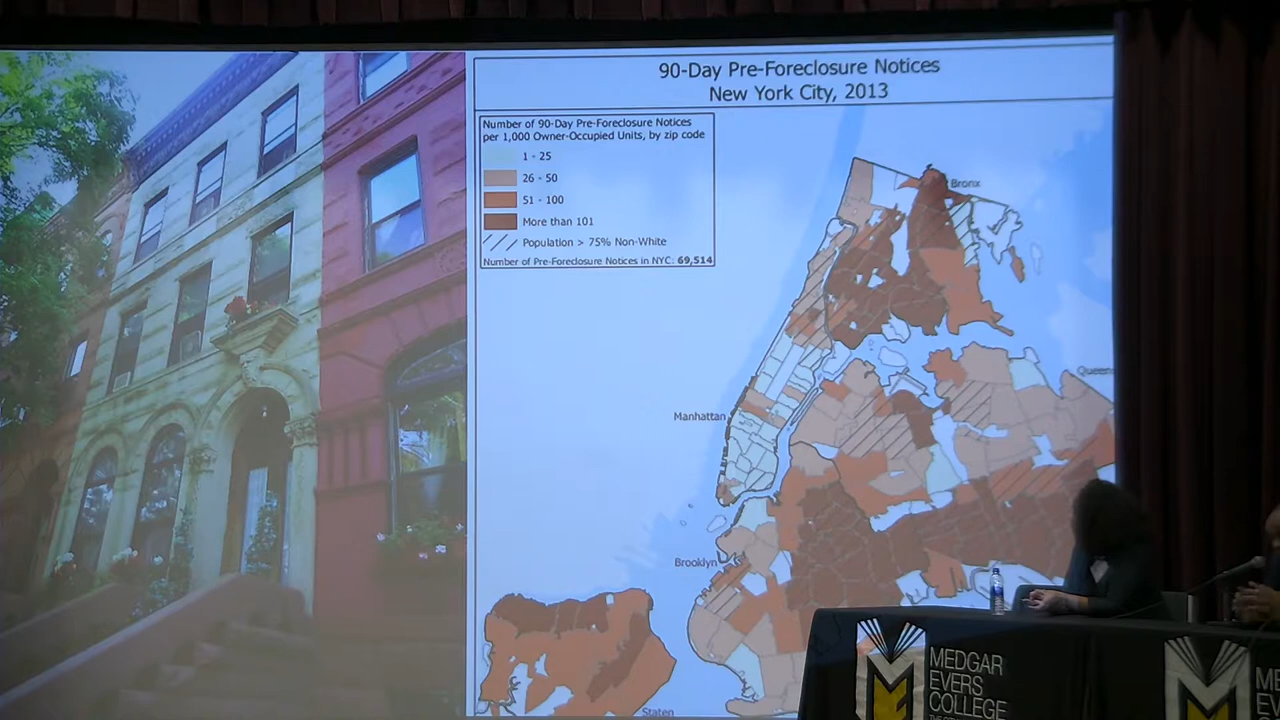 90-Day Pre-Foreclosure Notices
New York City, 2013
Number of 90-Day Pre-Foreclosure Notices
per 1,000 Owner-Occupied Units, by zip code
1 - 25
26 - 50
51 - 100
More than 101
Population > 75% Non-White
Number of Pre-Foreclosure Notices in NYC: 69,514
Bronx
Queens
Manhattan
Brooklyn
Staten
MEDGAR
EVERS
COLLEGE
ME
EV